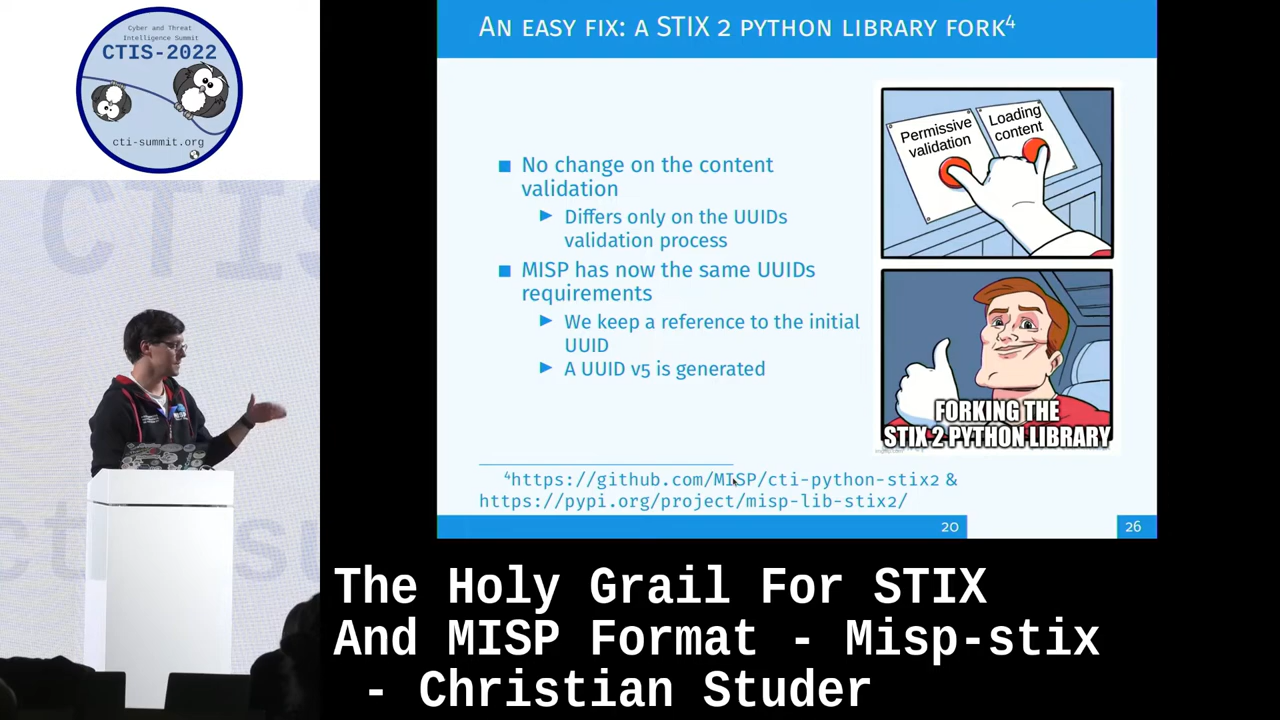 Cyber and Threat
Intelligence Summit
CTIS-2022
cti-summit.org
CTIS
MISP
An easy fix: a STIX 2 python library fork⁴
■ No change on the content
validation
▶ Differs only on the UUIDs
validation process
■ MISP has now the same UUIDs
requirements
▶ We keep a reference to the initial
UUID
▶ A UUID v5 is generated
Permissive
validation
Loading
content
FORKING THE
STIX 2 PYTHON LIBRARY
⁴https://github.com/MISP/cti-python-stix2 &
https://pypi.org/project/misp-lib-stix2/
20
26
The Holy Grail For STIX
And MISP Format - Misp-stix
- Christian Studer